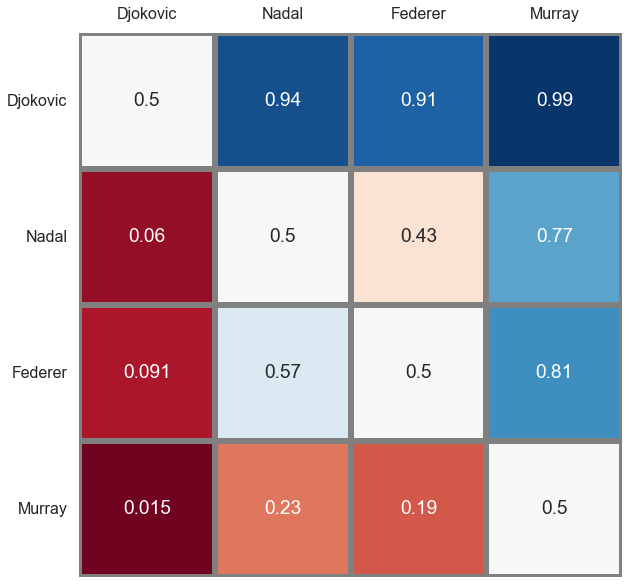 Djokovic Nadal Federer Murray
Djokovic 0.5 0.94 0.91 0.99
Nadal 0.06 0.5 0.43 0.77
Federer 0.091 0.57 0.5 0.81
Murray 0.015 0.23 0.19 0.5